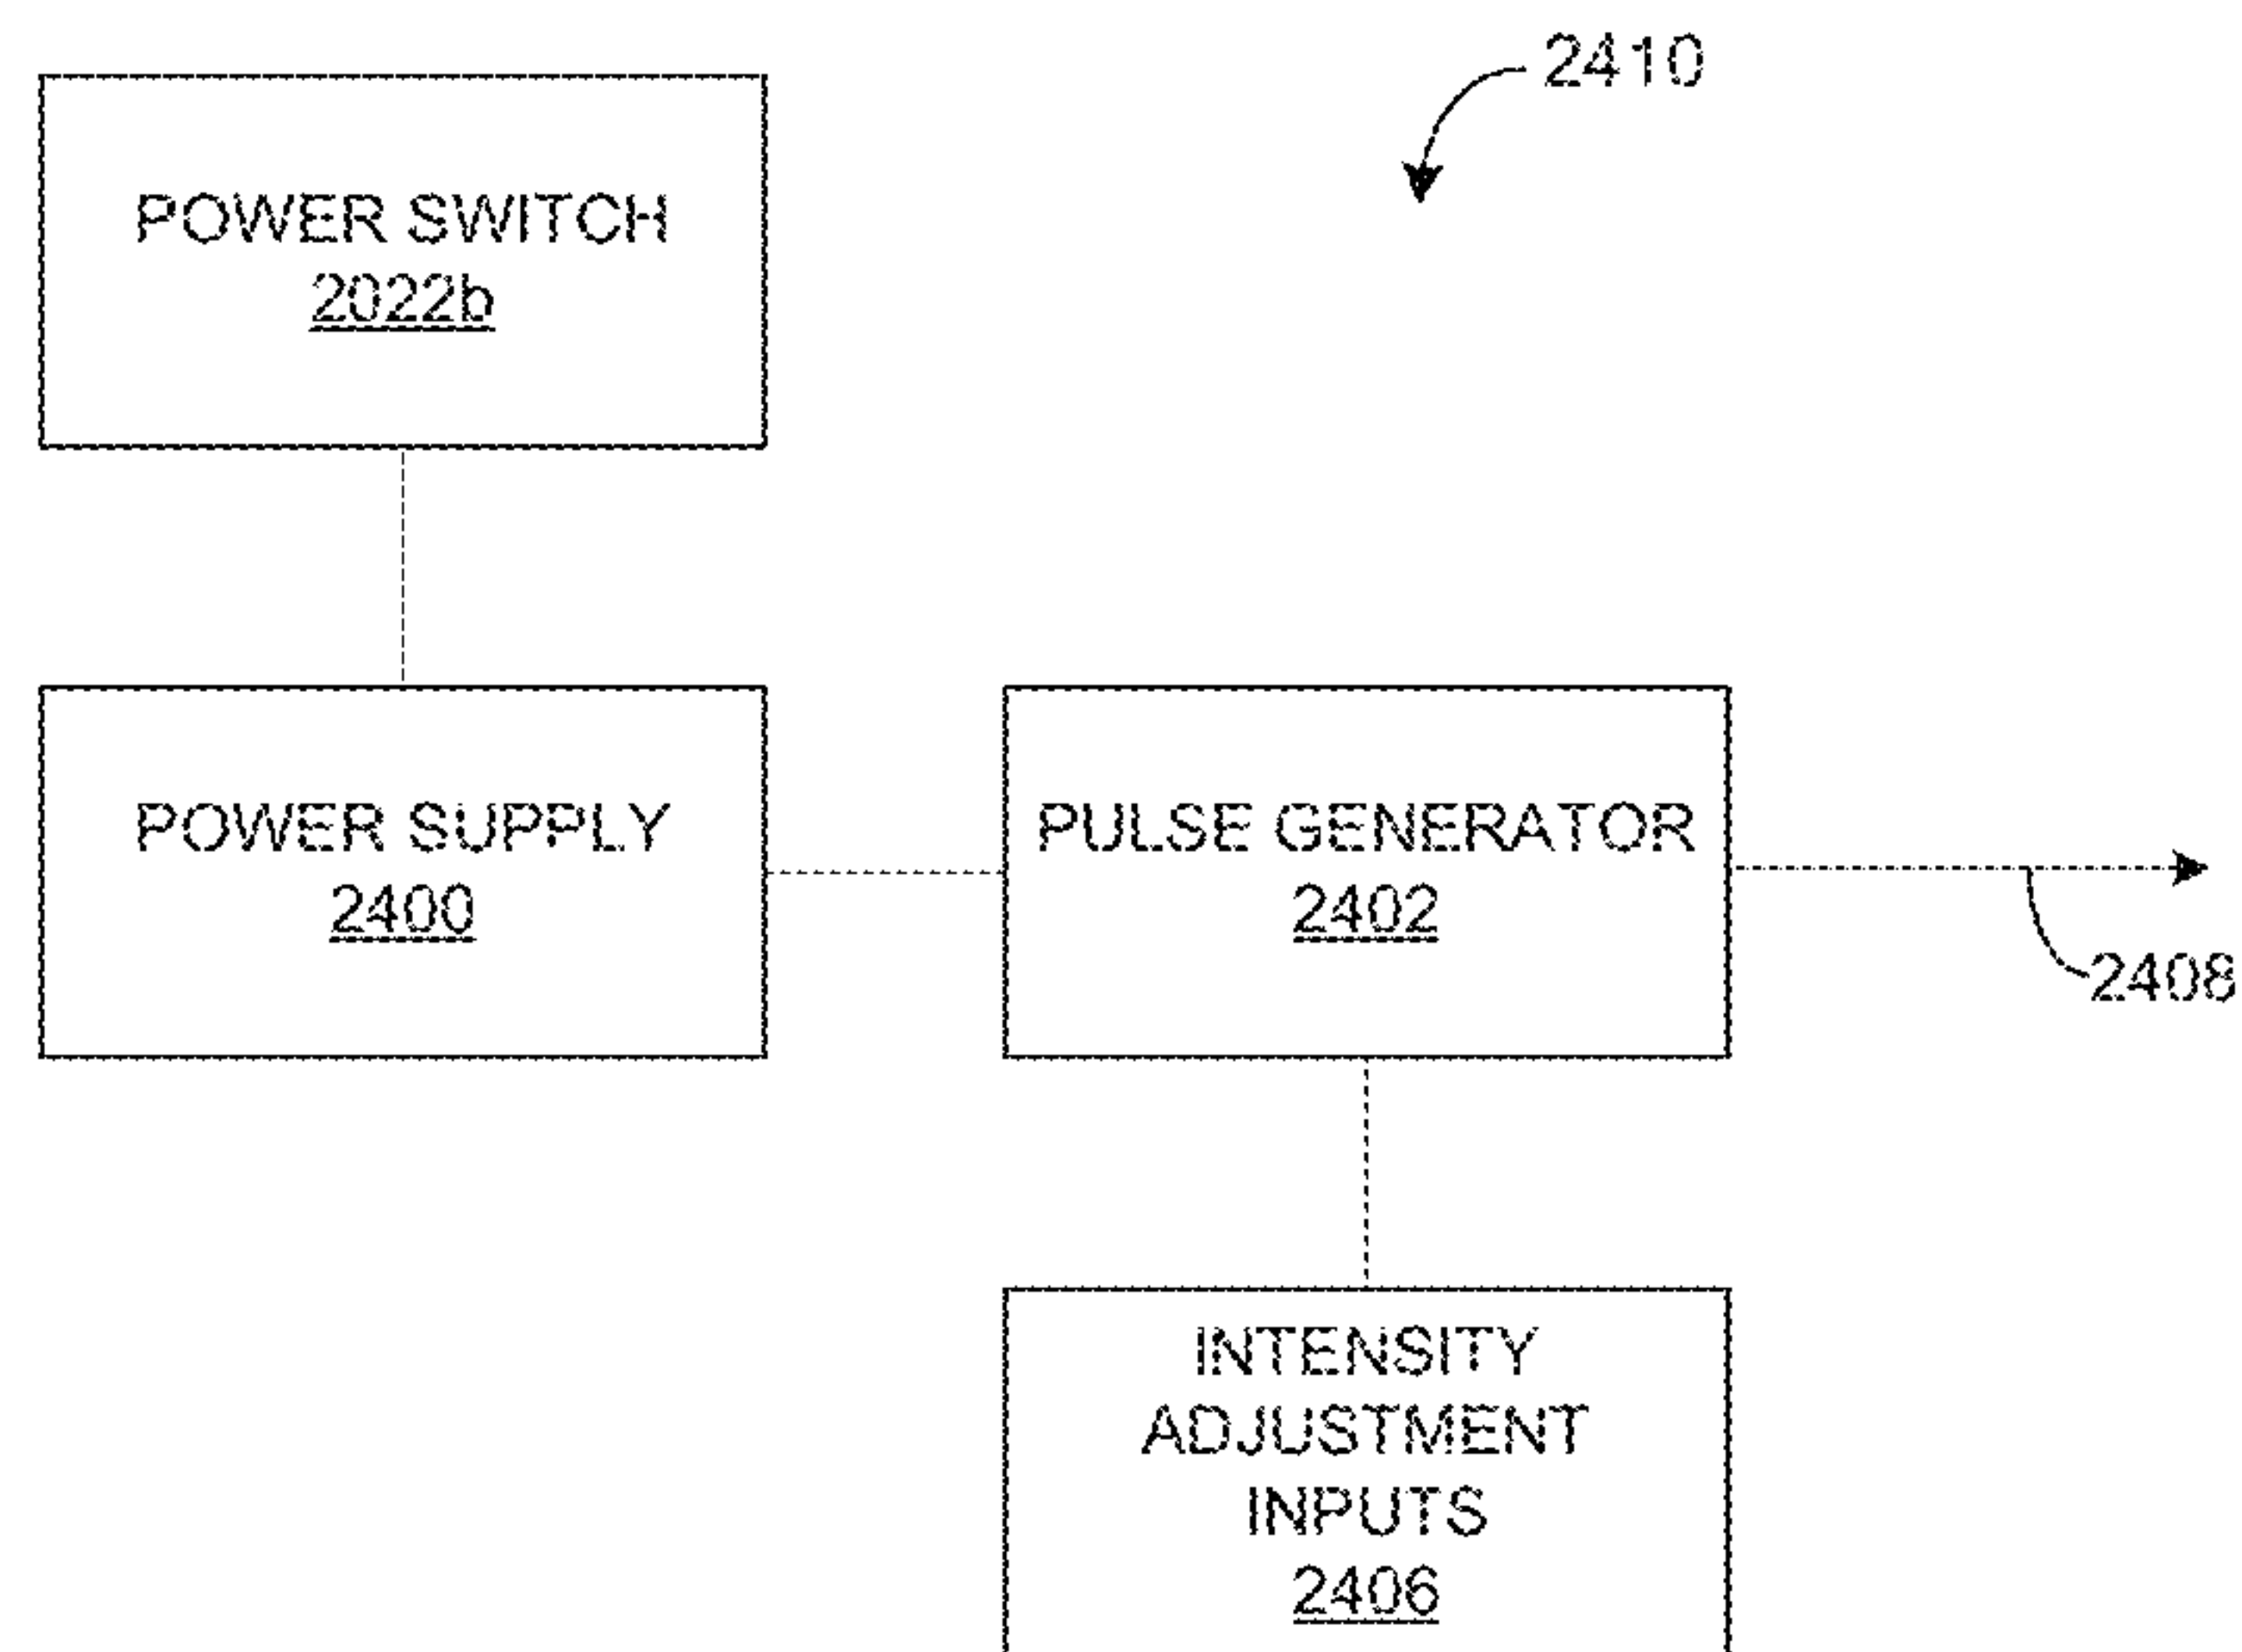 2410
POWER SWITCH
2022b
POWER SUPPLY
2400
PULSE GENERATOR
2402
2408
INTENSITY
ADJUSTMENT
INPUTS
2406